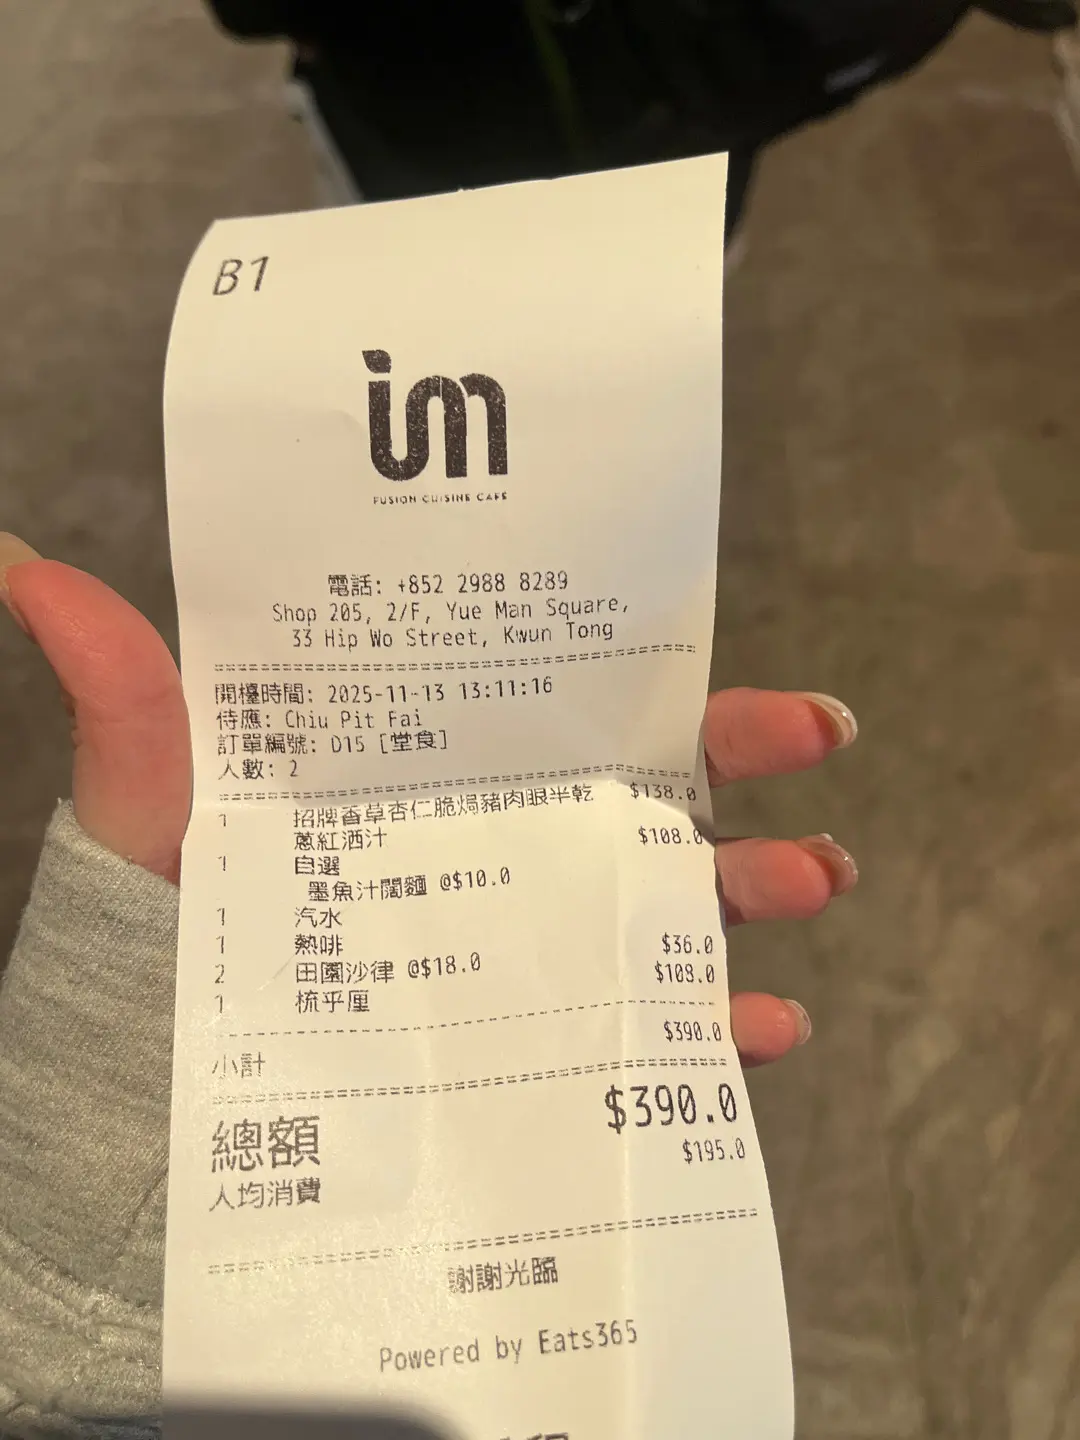 B1
im
FUSION CUISINE CAFE
電話: +852 2988 8289
Shop 205, 2/F, Yue Man Square,
33 Hip Wo Street, Kwun Tong
開檯時間: 2025-11-13 13:11:16
侍應: Chiu Pit Fai
訂單編號: D15 [堂食]
人數: 2
1 招牌香草杏仁脆焗豬肉眼半乾 $138.0
蔥紅酒汁
1 自選 $108.0
墨魚汁闊麵 @$10.0
1 汽水
1 熱啡
2 田園沙律 @$18.0 $36.0
1 梳乎厘 $108.0
小計 $390.0
總額 $390.0
人均消費 $195.0
謝謝光臨
Powered by Eats365